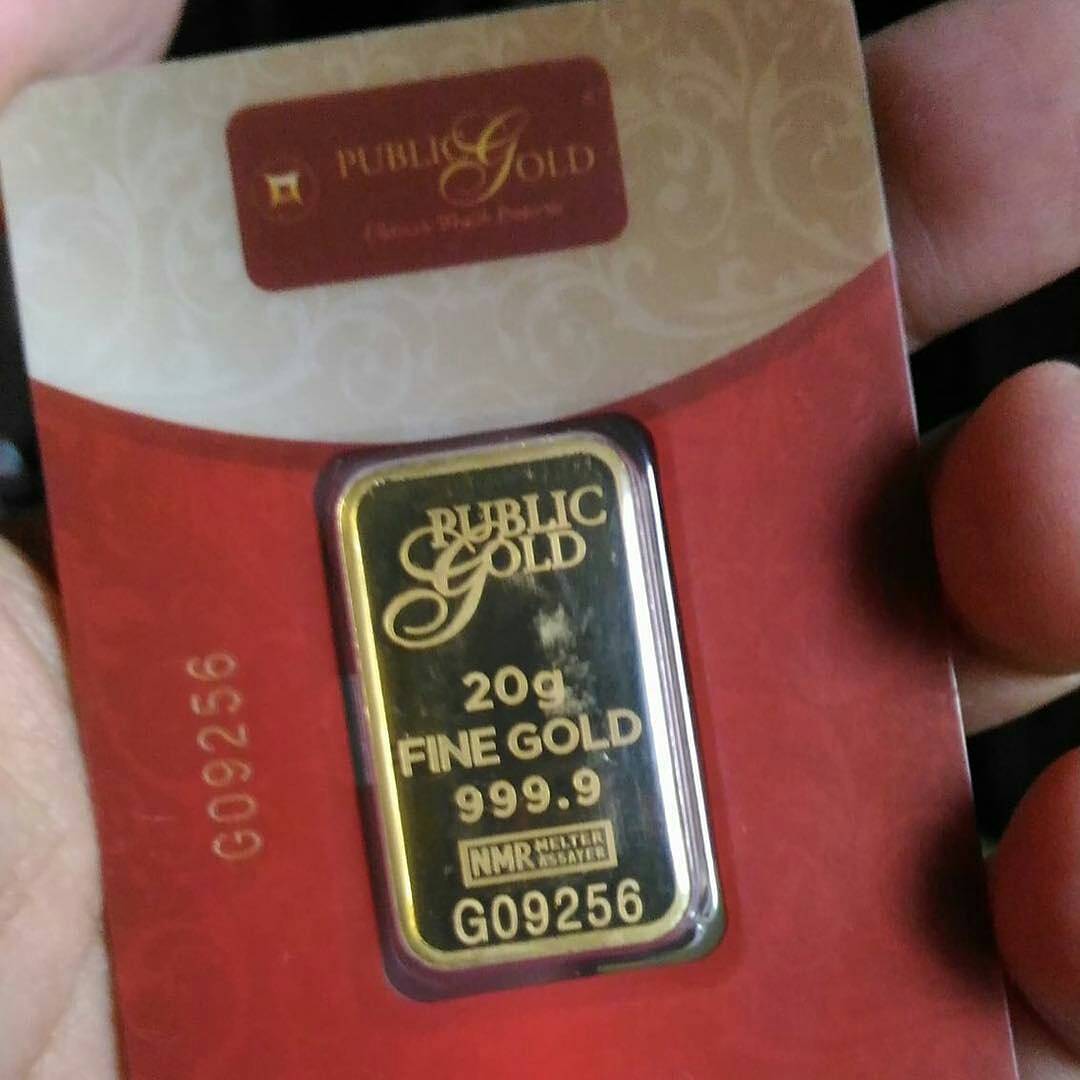 PUBLIC GOLD
PUBLIC
GOLD
20g
FINE GOLD
999.9
NMR MELTER
ASSAYER
G09256
G09256